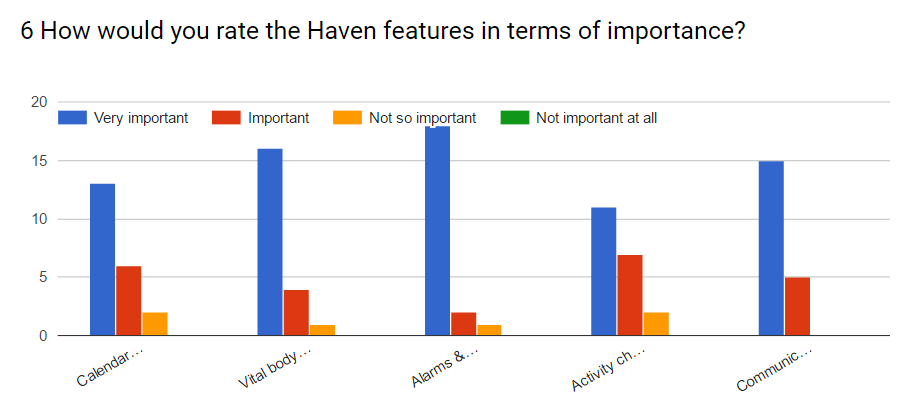 6 How would you rate the Haven features in terms of importance?
20
Very important Important Not so important Not important at all
15
10
5
0
Calendar… Vital body… Alarms &… Activity ch… Communic…